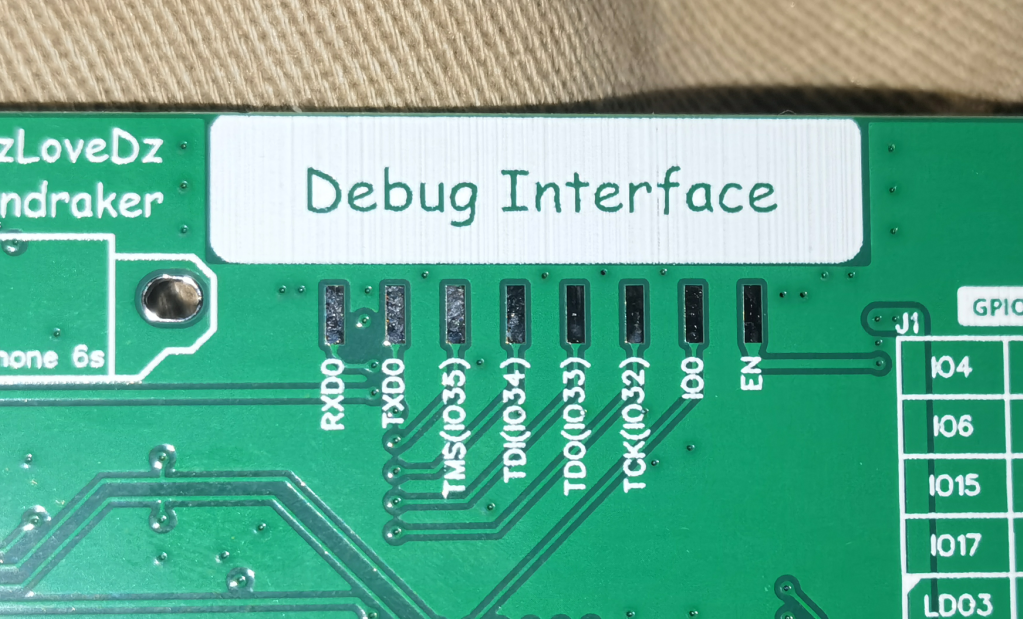 zLoveDz
ndraker
Debug Interface
hone 6s
RXD0
TXD0
TMS(IO35)
TDI(IO34)
TDO(IO33)
TCK(IO32)
IO0
EN
J1
GPIO
IO4
IO6
IO15
IO17
LDO3